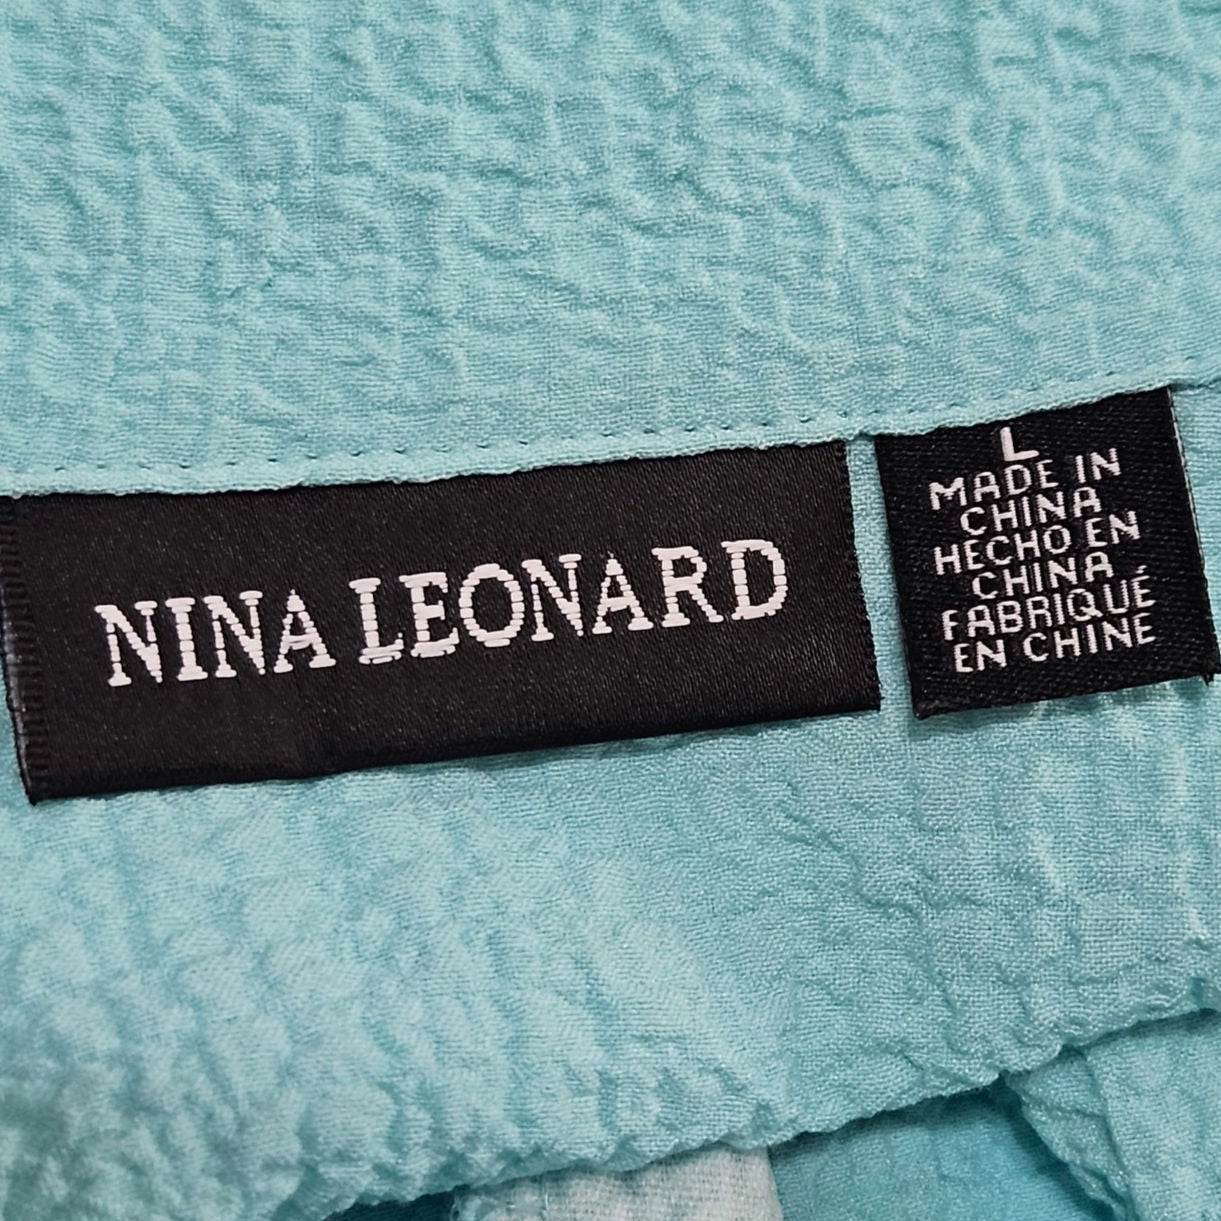 NINA LEONARD
L
MADE IN
CHINA
HECHO EN
CHINA
FABRIQUÉ
EN CHINE